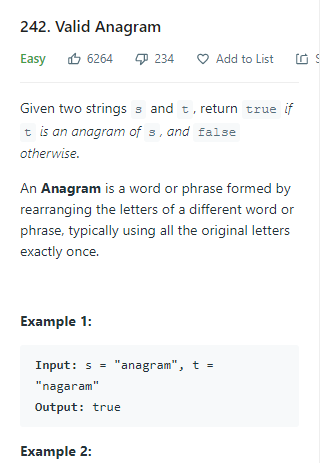 242. Valid Anagram
Easy 6264 234 Add to List
Given two strings s and t, return true if
t is an anagram of s, and false
otherwise.
An Anagram is a word or phrase formed by
rearranging the letters of a different word or
phrase, typically using all the original letters
exactly once.
Example 1:
Input: s = "anagram", t =
"nagaram"
Output: true
Example 2: